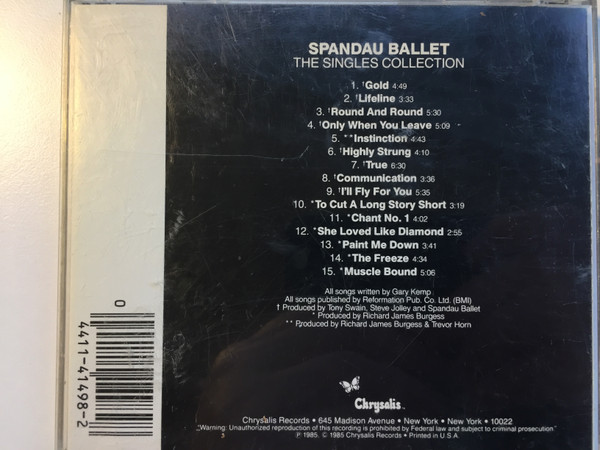 SPANDAU BALLET
THE SINGLES COLLECTION
1. †Gold 4:49
2. †Lifeline 3:33
3. †Round And Round 5:30
4. †Only When You Leave 5:09
5. **Instinction 4:43
6. †Highly Strung 4:10
7. †True 6:30
8. †Communication 3:36
9. †I'll Fly For You 5:35
10. *To Cut A Long Story Short 3:19
11. *Chant No. 1 4:02
12. *She Loved Like Diamond 2:55
13. *Paint Me Down 3:41
14. *The Freeze 4:34
15. *Muscle Bound 5:06
All songs written by Gary Kemp
All songs published by Reformation Pub. Co. Ltd. (BMI)
† Produced by Tony Swain, Steve Jolley and Spandau Ballet
* Produced by Richard James Burgess
** Produced by Richard James Burgess & Trevor Horn
0
4411-41498-2
Chrysalis™
Chrysalis Records • 645 Madison Avenue • New York • New York • 10022
Warning: Unauthorized reproduction of this recording is prohibited by Federal law and subject to criminal prosecution.
3 ℗ 1985, © 1985 Chrysalis Records • Printed in U.S.A.